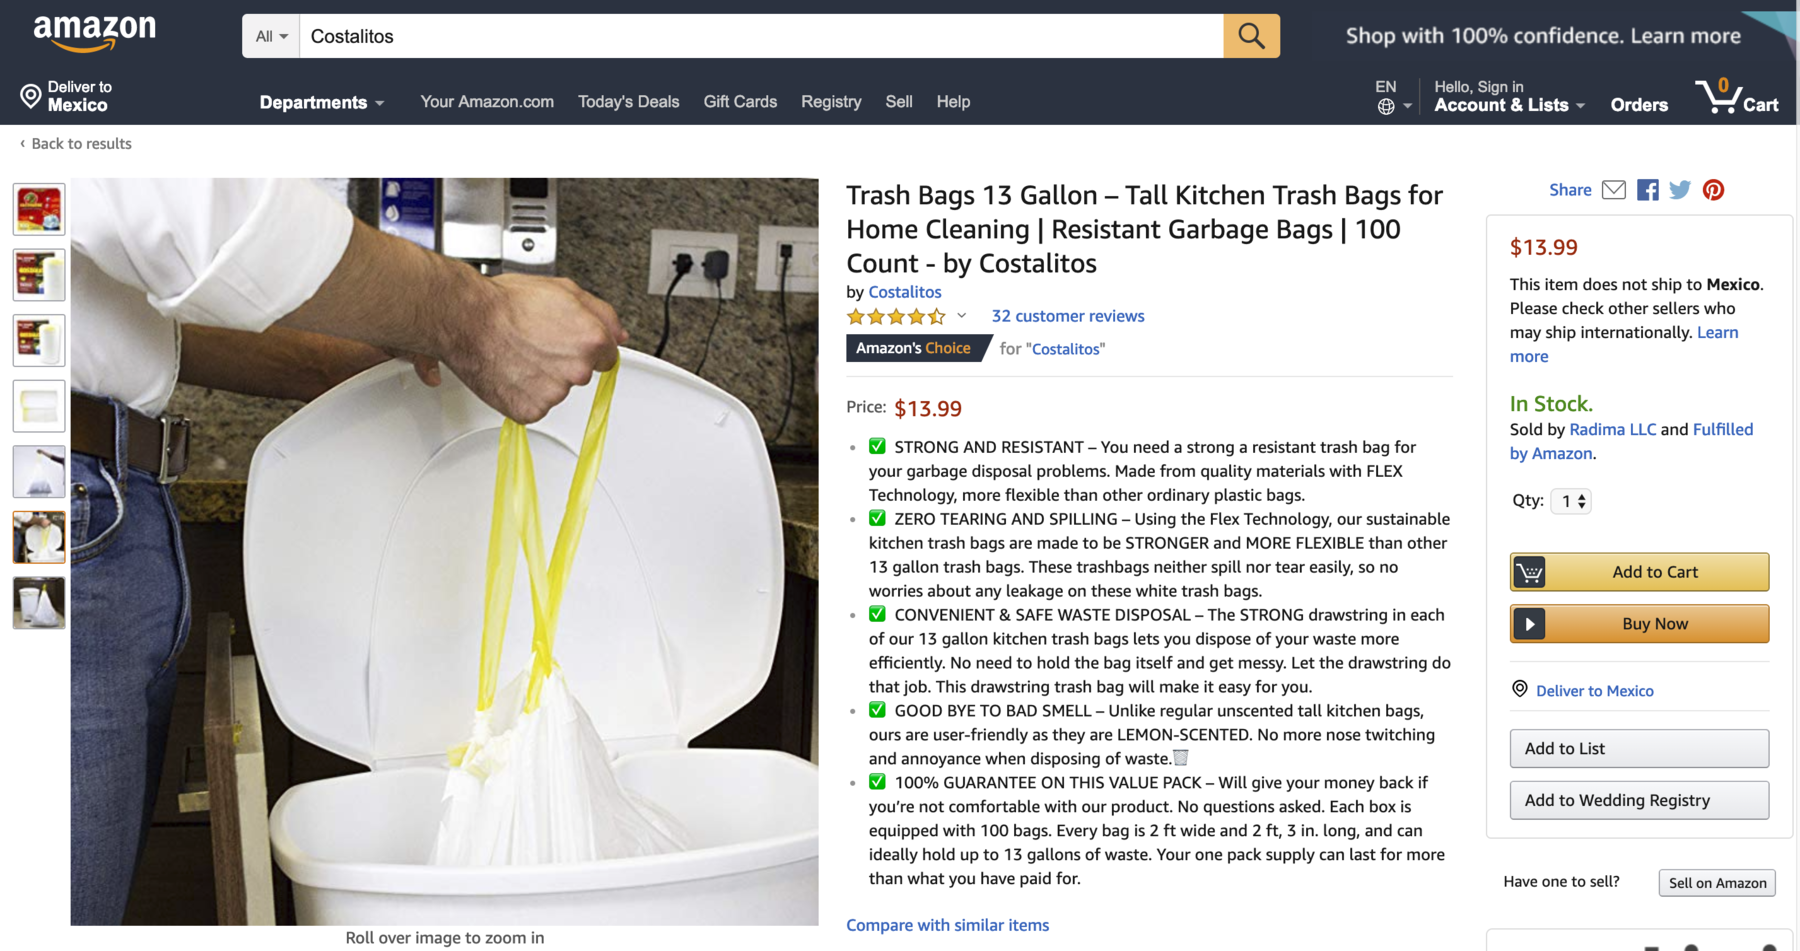 amazon
All
Costalitos
Shop with 100% confidence. Learn more
Deliver to
Mexico
Departments
Your Amazon.com
Today's Deals
Gift Cards
Registry
Sell
Help
EN
Hello, Sign in
Account & Lists
Orders
0
Cart
‹ Back to results
Trash Bags 13 Gallon – Tall Kitchen Trash Bags for
Home Cleaning | Resistant Garbage Bags | 100
Count - by Costalitos
by Costalitos
32 customer reviews
Amazon's Choice for "Costalitos"
Price: $13.99
• ✅ STRONG AND RESISTANT – You need a strong a resistant trash bag for
your garbage disposal problems. Made from quality materials with FLEX
Technology, more flexible than other ordinary plastic bags.
• ✅ ZERO TEARING AND SPILLING – Using the Flex Technology, our sustainable
kitchen trash bags are made to be STRONGER and MORE FLEXIBLE than other
13 gallon trash bags. These trashbags neither spill nor tear easily, so no
worries about any leakage on these white trash bags.
• ✅ CONVENIENT & SAFE WASTE DISPOSAL – The STRONG drawstring in each
of our 13 gallon kitchen trash bags lets you dispose of your waste more
efficiently. No need to hold the bag itself and get messy. Let the drawstring do
that job. This drawstring trash bag will make it easy for you.
• ✅ GOOD BYE TO BAD SMELL – Unlike regular unscented tall kitchen bags,
ours are user-friendly as they are LEMON-SCENTED. No more nose twitching
and annoyance when disposing of waste.🗑
• ✅ 100% GUARANTEE ON THIS VALUE PACK – Will give your money back if
you’re not comfortable with our product. No questions asked. Each box is
equipped with 100 bags. Every bag is 2 ft wide and 2 ft, 3 in. long, and can
ideally hold up to 13 gallons of waste. Your one pack supply can last for more
than what you have paid for.
Compare with similar items
Roll over image to zoom in
Share
$13.99
This item does not ship to Mexico.
Please check other sellers who
may ship internationally. Learn
more
In Stock.
Sold by Radima LLC and Fulfilled
by Amazon.
Qty: 1
Add to Cart
Buy Now
Deliver to Mexico
Add to List
Add to Wedding Registry
Have one to sell?
Sell on Amazon